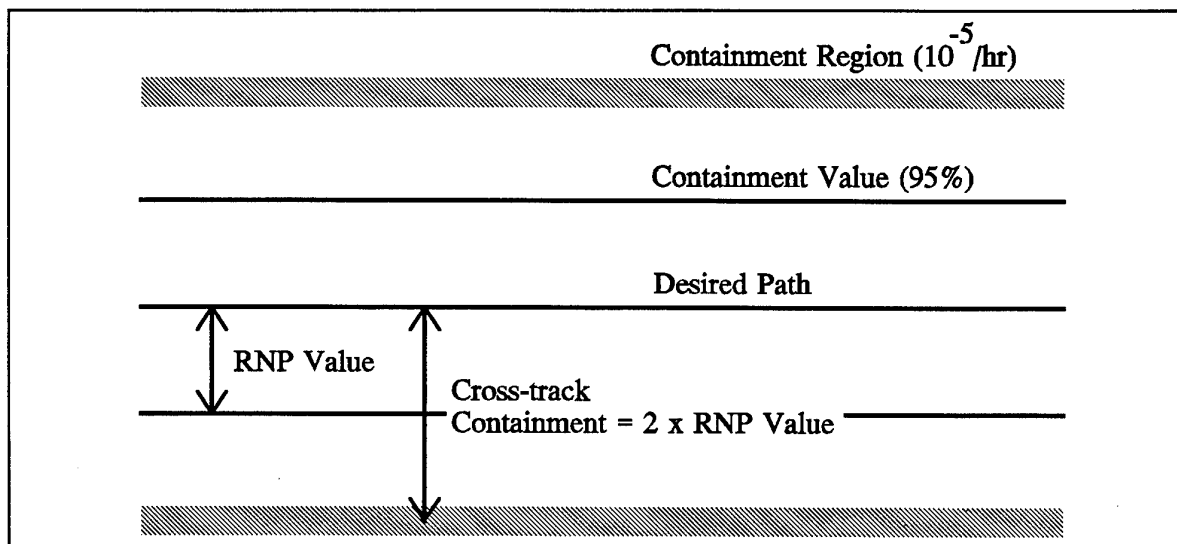 Containment Region (10^-5/hr)
Containment Value (95%)
Desired Path
RNP Value
Cross-track
Containment = 2 x RNP Value